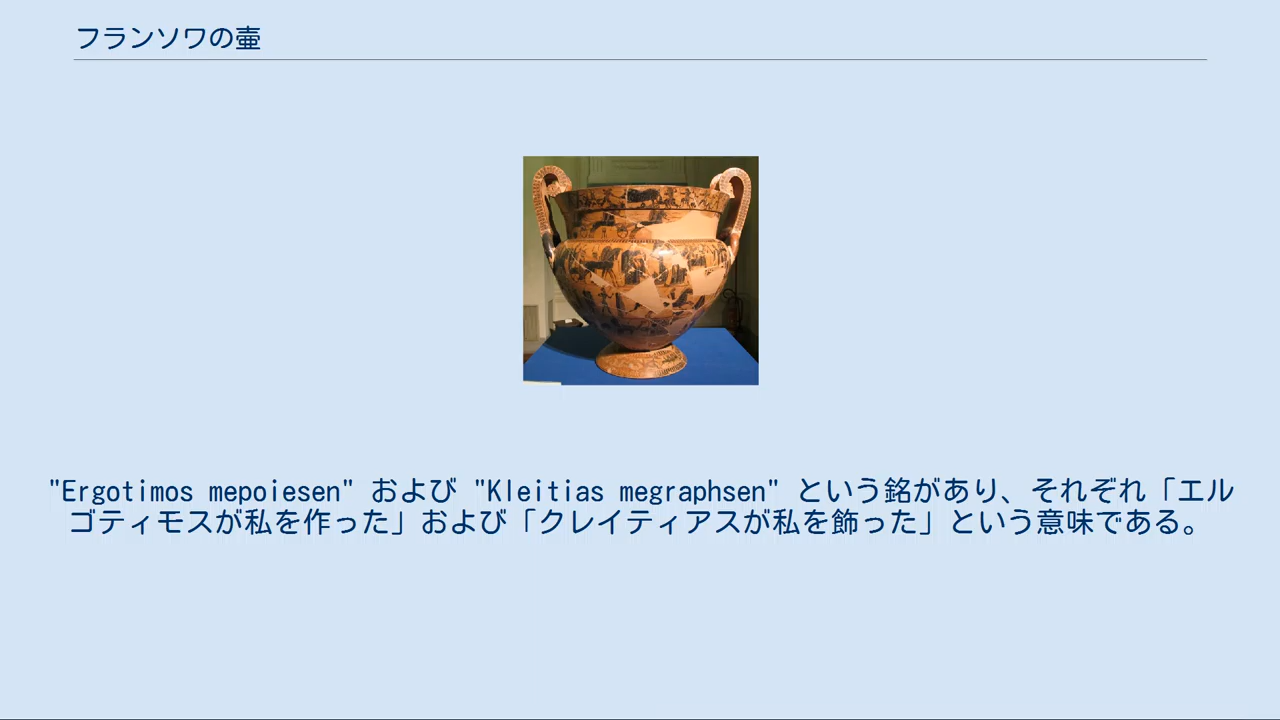 フランソワの壷
"Ergotimos mepoiesen" および "Kleitias megraphsen" という銘があり、それぞれ「エル
ゴティモスが私を作った」および「クレイティアスが私を飾った」という意味である。